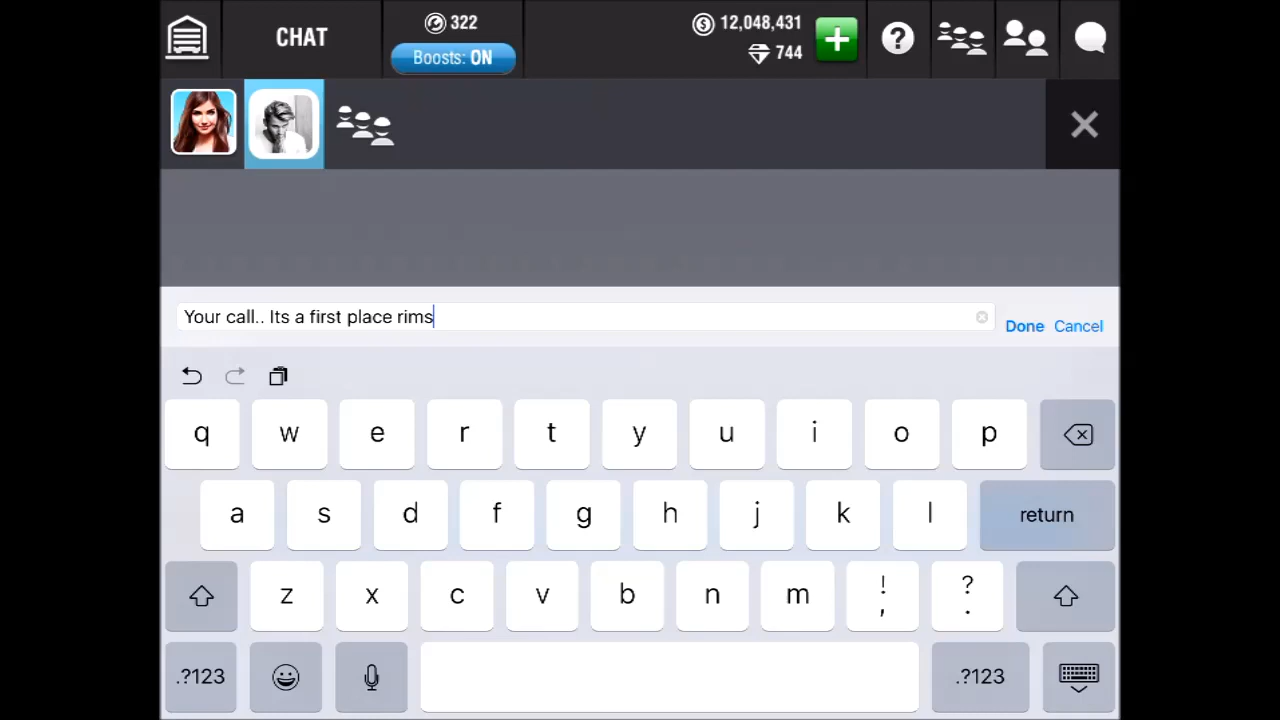 CHAT
322
Boosts: ON
12,048,431
744
Your call.. Its a first place rims
Done Cancel
q w e r t y u i o p
a s d f g h j k l return
z x c v b n m ! , ? .
.?123 .?123